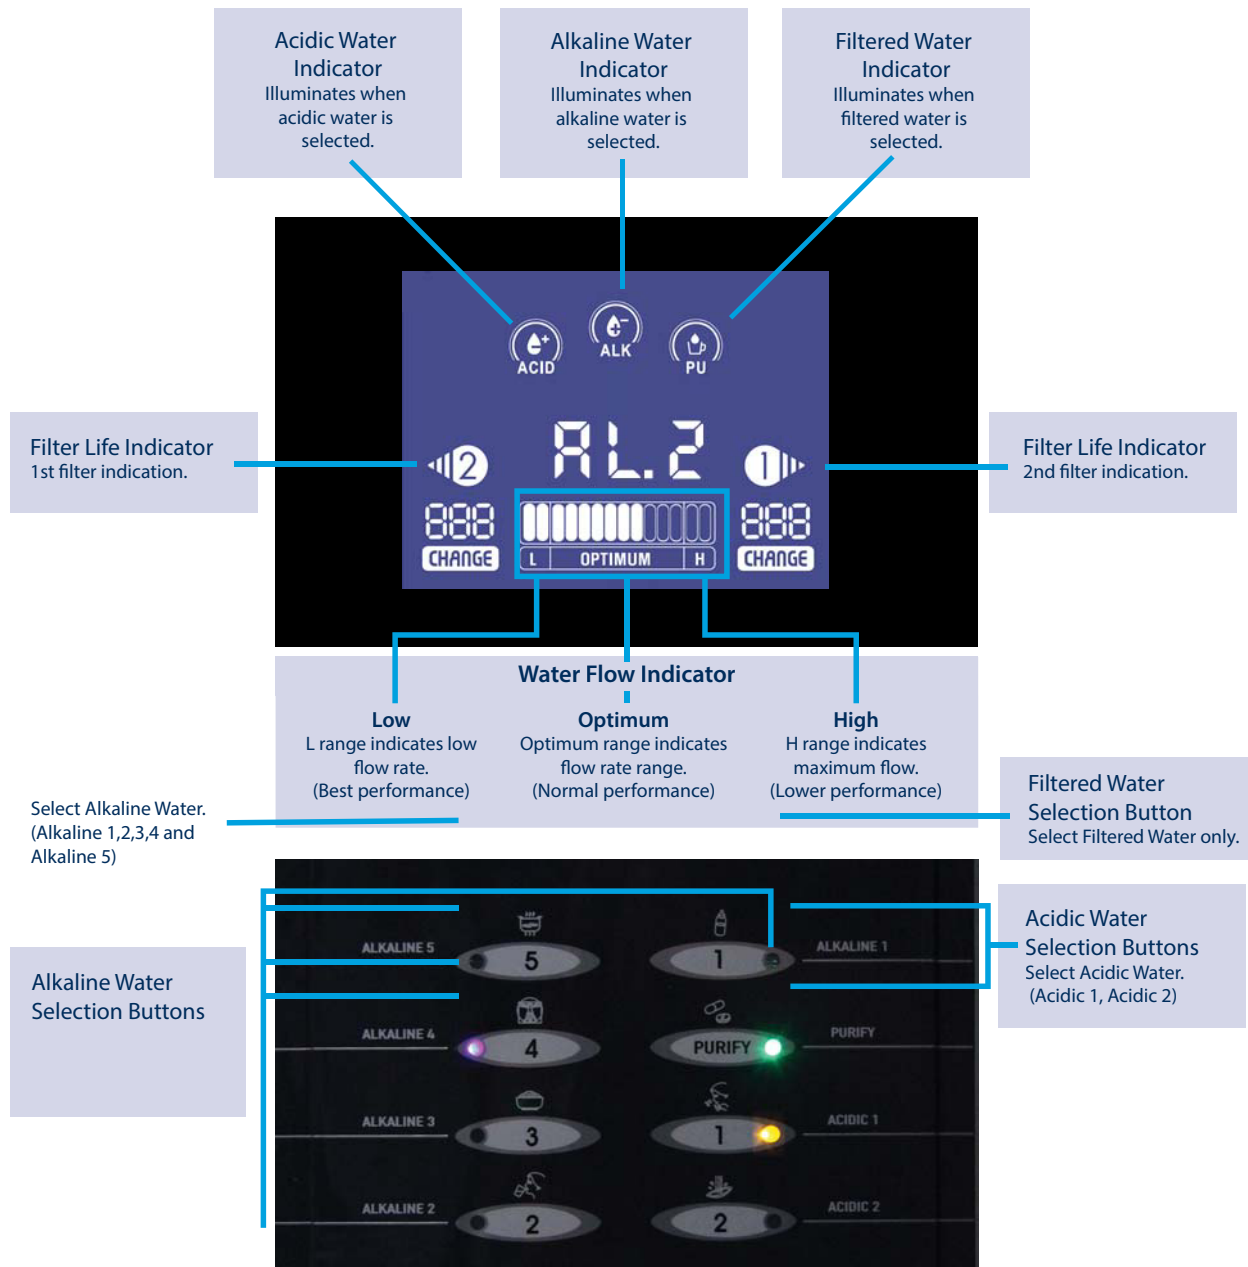 Acidic Water
Indicator
Illuminates when
acidic water is
selected.
Alkaline Water
Indicator
Illuminates when
alkaline water is
selected.
Filtered Water
Indicator
Illuminates when
filtered water is
selected.
ACID
ALK
PU
Filter Life Indicator
1st filter indication.
2
AL.2
1
Filter Life Indicator
2nd filter indication.
888
888
CHANGE
L
OPTIMUM
H
CHANGE
Water Flow Indicator
Low
L range indicates low
flow rate.
(Best performance)
Optimum
Optimum range indicates
flow rate range.
(Normal performance)
High
H range indicates
maximum flow.
(Lower performance)
Select Alkaline Water.
(Alkaline 1,2,3,4 and
Alkaline 5)
Filtered Water
Selection Button
Select Filtered Water only.
Alkaline Water
Selection Buttons
Acidic Water
Selection Buttons
Select Acidic Water.
(Acidic 1, Acidic 2)
ALKALINE 5
5
1
ALKALINE 1
ALKALINE 4
4
PURIFY
PURIFY
ALKALINE 3
3
1
ACIDIC 1
ALKALINE 2
2
2
ACIDIC 2